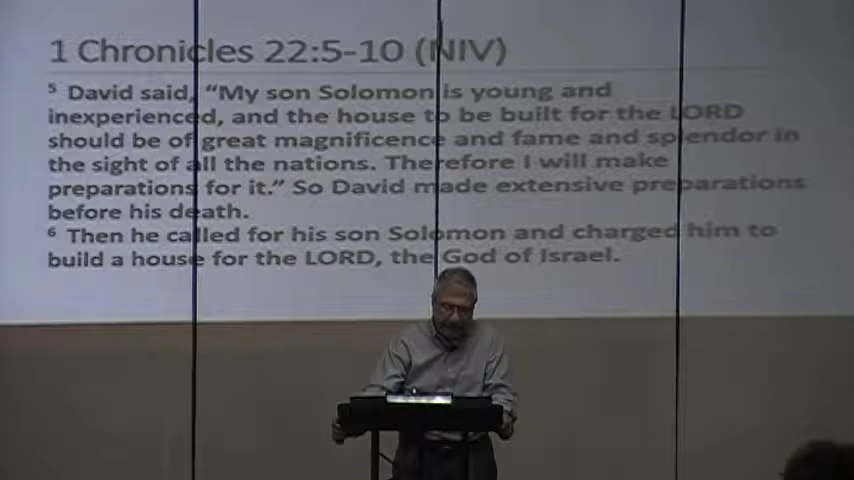 1 Chronicles 22:5-10 (NIV)
5 David said, “My son Solomon is young and
inexperienced, and the house to be built for the LORD
should be of great magnificence and fame and splendor in
the sight of all the nations. Therefore I will make
preparations for it.” So David made extensive preparations
before his death.
6 Then he called for his son Solomon and charged him to
build a house for the LORD, the God of Israel.